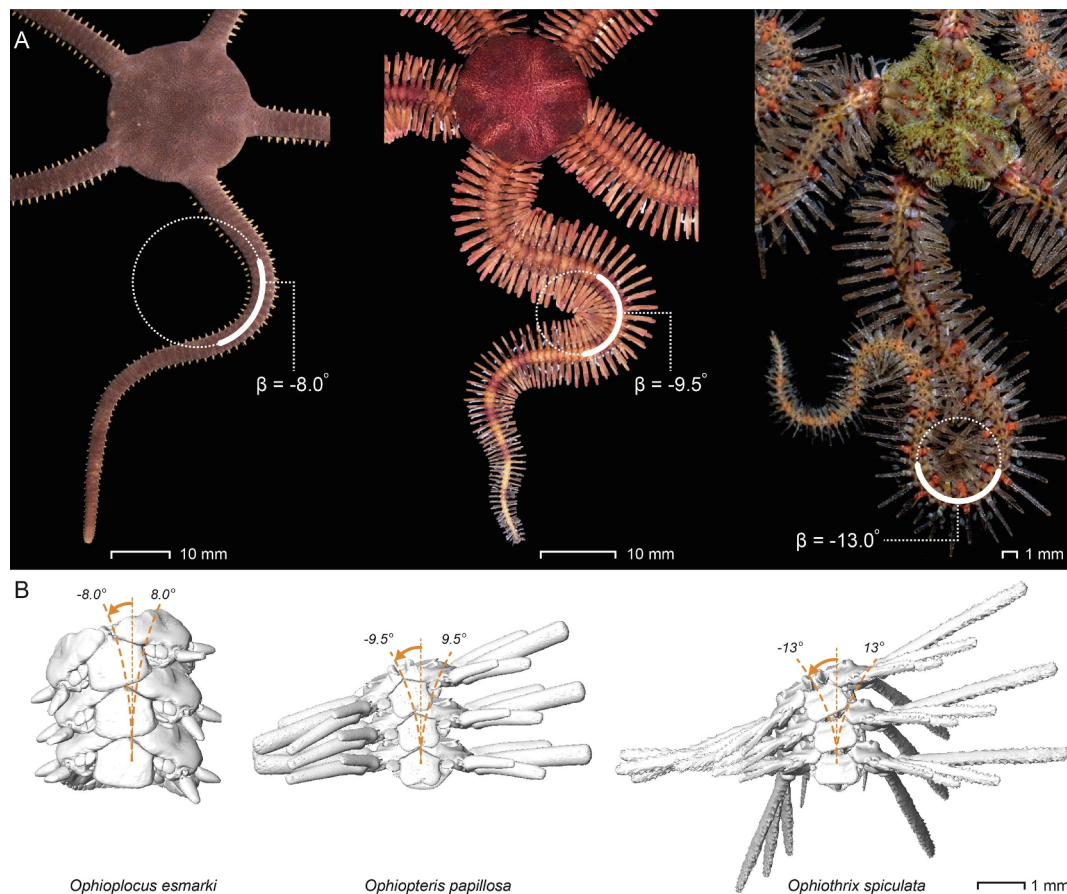 A
β = -8.0°
β = -9.5°
β = -13.0°
10 mm
10 mm
1 mm
B
-8.0° 8.0°
-9.5° 9.5°
-13° 13°
Ophioplocus esmarki
Ophiopteris papillosa
Ophiothrix spiculata
1 mm